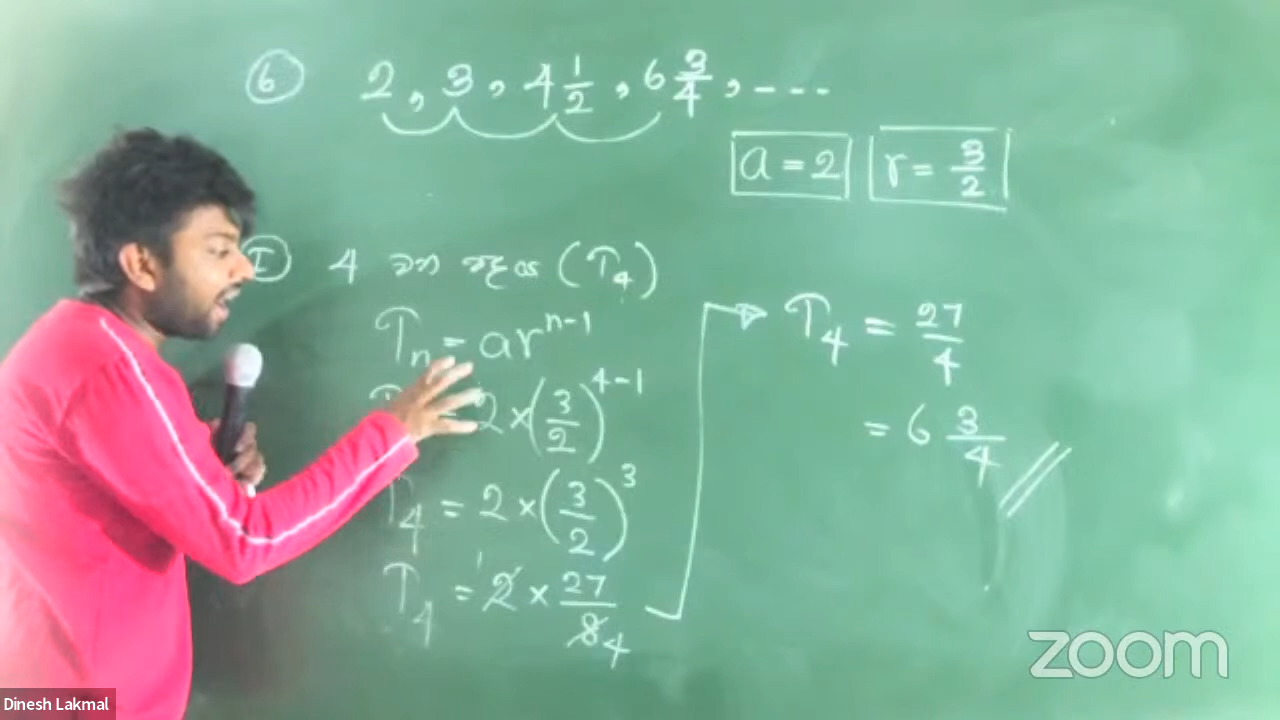 6 2, 3, 4 1/2, 6 3/4, ----
a = 2 r = 3/2
I 4 වන පදය (T₄)
Tₙ = arⁿ⁻¹
= 2 × (3/2)⁴⁻¹
T₄ = 2 × (3/2)³
T₄ = 2 1 × 27/8 4
T₄ = 27/4
= 6 3/4
zoom
Dinesh Lakmal